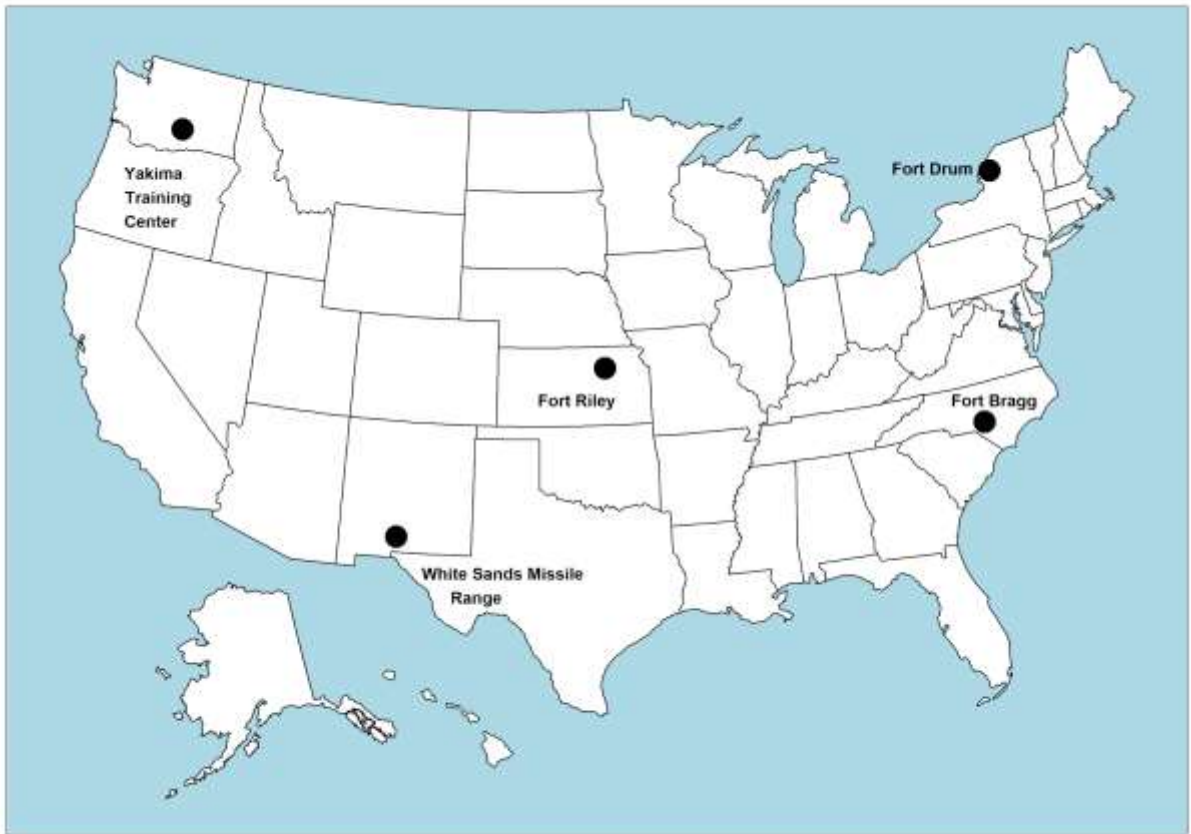 Yakima
Training
Center
Fort Drum
Fort Riley
Fort Bragg
White Sands Missile
Range